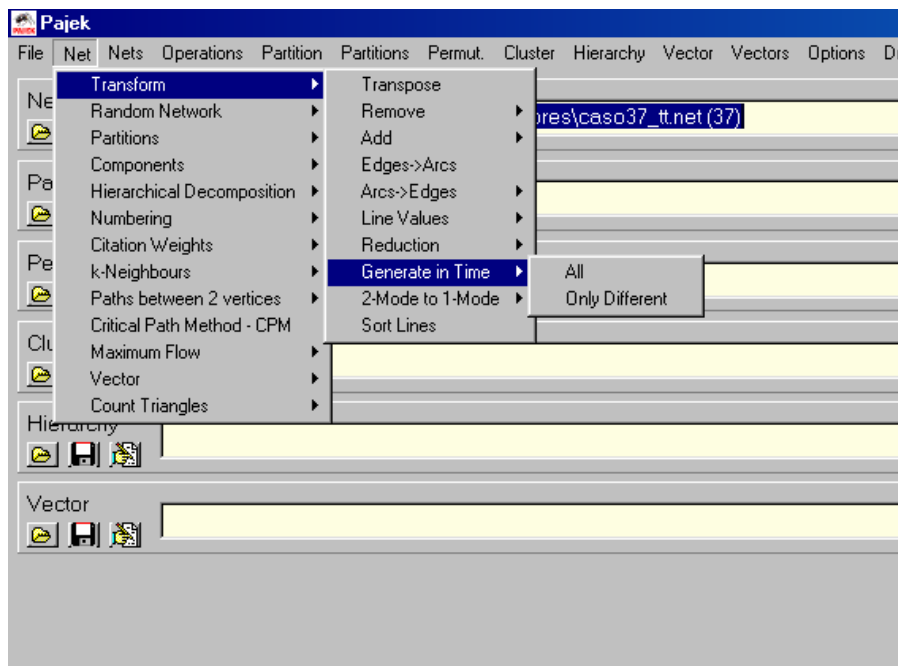 Pajek
File Net Nets Operations Partition Partitions Permut. Cluster Hierarchy Vector Vectors Options
Transform
Random Network
Partitions
Components
Hierarchical Decomposition
Numbering
Citation Weights
k-Neighbours
Paths between 2 vertices
Critical Path Method - CPM
Maximum Flow
Vector
Count Triangles
Transpose
Remove
Add
Edges->Arcs
Arcs->Edges
Line Values
Reduction
Generate in Time
2-Mode to 1-Mode
Sort Lines
All
Only Different
res\caso37_tt.net (37)
Hierarchy
Vector